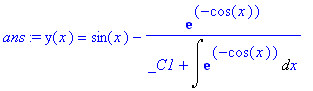 ans := y(x) = sin(x) - e^(-cos(x)) / (_C1 + ∫ e^(-cos(x)) dx)